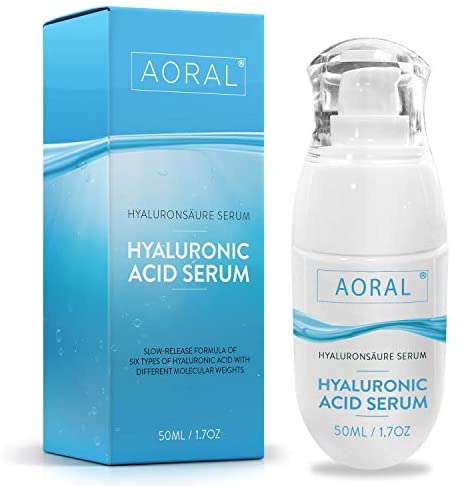 AORAL®
HYALURONSÄURE SERUM
HYALURONIC
ACID SERUM
SLOW-RELEASE FORMULA OF
SIX TYPES OF HYALURONIC ACID WITH
DIFFERENT MOLECULAR WEIGHTS
50ML / 1.7OZ
AORAL®
HYALURONSÄURE SERUM
HYALURONIC
ACID SERUM
50ML / 1.7OZ